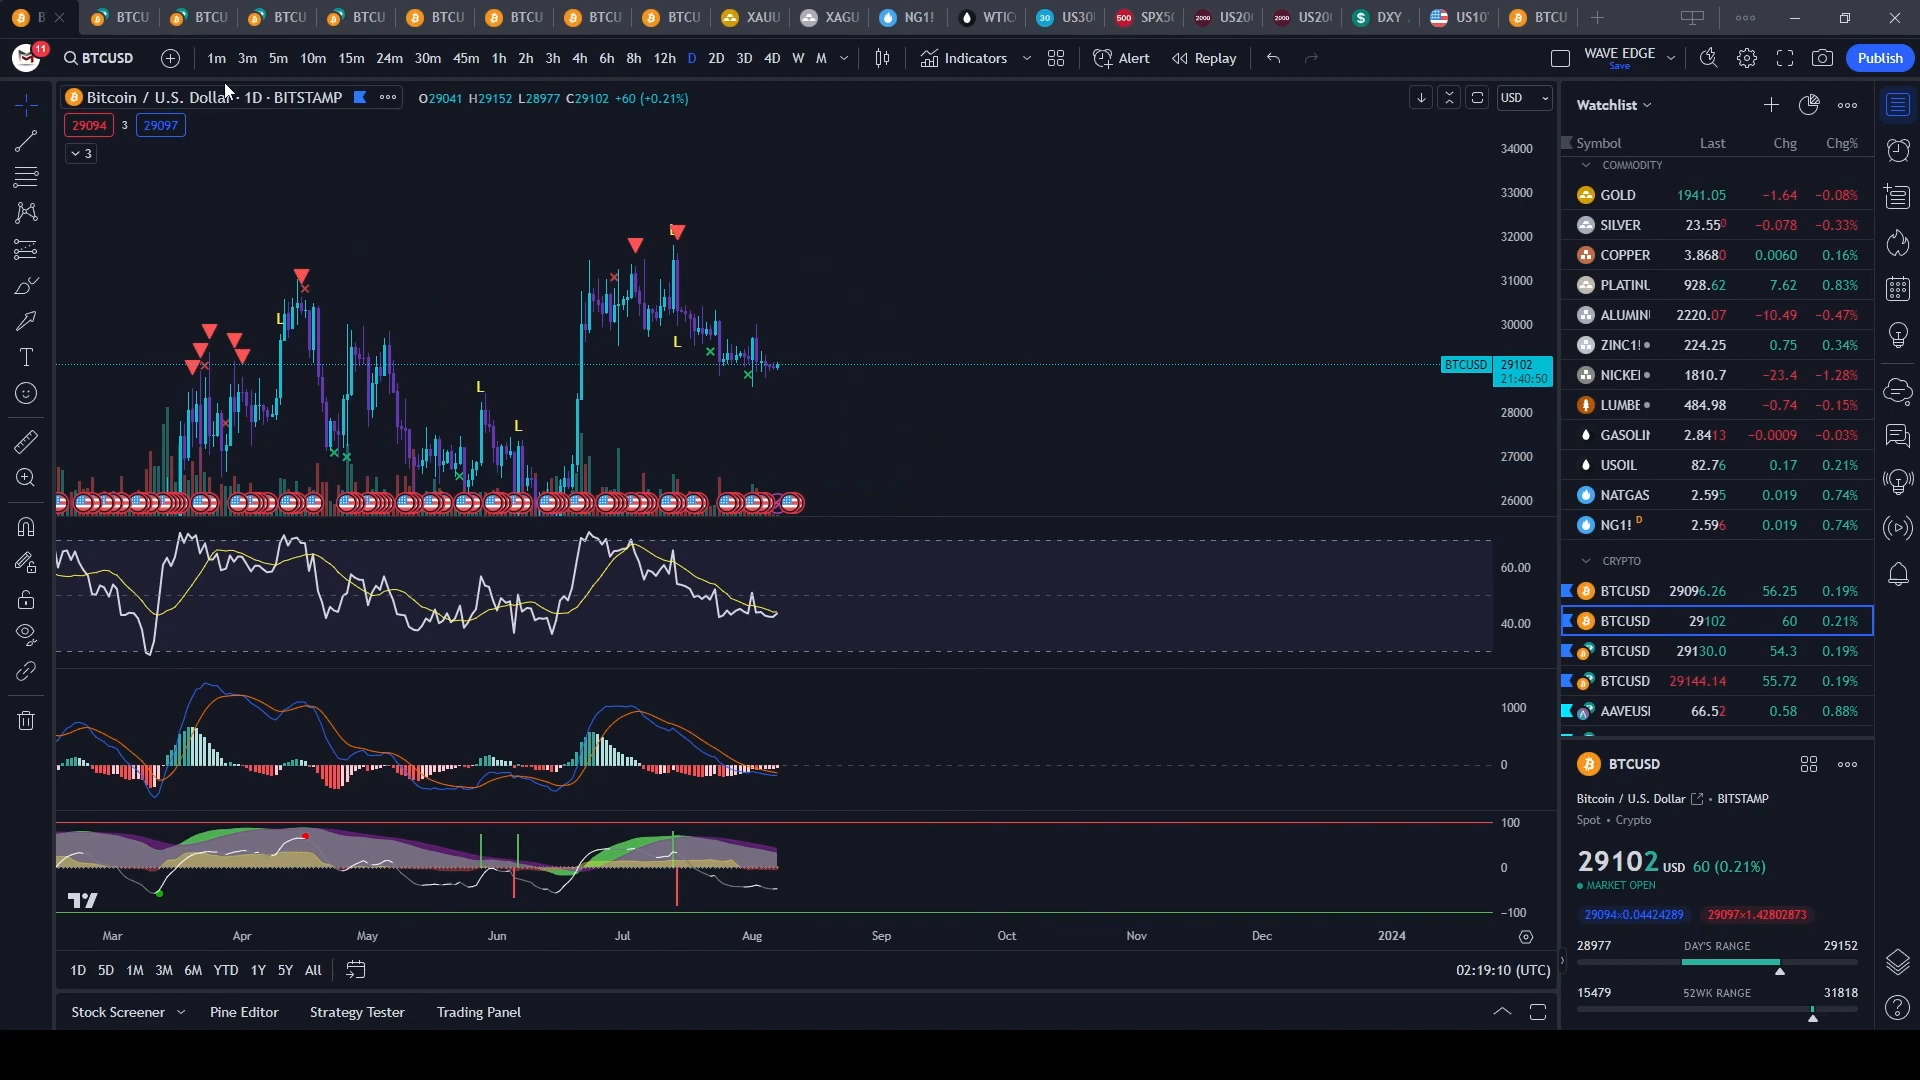 B BTCU BTCU BTCU BTCU BTCU BTCU BTCU BTCU XAUU XAGU NG1! WTIC US30 SPX5 US20 US20 DXY US10 BTCU
11 BTCUSD 1m 3m 5m 10m 15m 24m 30m 45m 1h 2h 3h 4h 6h 8h 12h D 2D 3D 4D W M Indicators Alert Replay WAVE EDGE Save Publish
Bitcoin / U.S. Dollar · 1D · BITSTAMP O29041 H29152 L28977 C29102 +60 (+0.21%) USD
29094 3 29097
3
34000
33000
32000
31000
30000
BTCUSD 29102
21:40:50
28000
27000
26000
L
L
L
L
L
60.00
40.00
1000
0
100
0
-100
Mar Apr May Jun Jul Aug Sep Oct Nov Dec 2024
1D 5D 1M 3M 6M YTD 1Y 5Y All 02:19:10 (UTC)
Stock Screener Pine Editor Strategy Tester Trading Panel
Watchlist
Symbol Last Chg Chg%
COMMODITY
GOLD 1941.05 −1.64 −0.08%
SILVER 23.550 −0.078 −0.33%
COPPER 3.8680 0.0060 0.16%
PLATINU 928.62 7.62 0.83%
ALUMIN 2220.07 −10.49 −0.47%
ZINC1! 224.25 0.75 0.34%
NICKEL 1810.7 −23.4 −1.28%
LUMBE 484.98 −0.74 −0.15%
GASOLIN 2.8413 −0.0009 −0.03%
USOIL 82.76 0.17 0.21%
NATGAS 2.595 0.019 0.74%
NG1! D 2.596 0.019 0.74%
CRYPTO
BTCUSD 29096.26 56.25 0.19%
BTCUSD 29102 60 0.21%
BTCUSD 29130.0 54.3 0.19%
BTCUSD 29144.14 55.72 0.19%
AAVEUS 66.52 0.58 0.88%
BTCUSD
Bitcoin / U.S. Dollar • BITSTAMP
Spot • Crypto
29102 USD 60 (0.21%)
MARKET OPEN
29094×0.04424289 29097×1.42802873
28977 DAY'S RANGE 29152
15479 52WK RANGE 31818